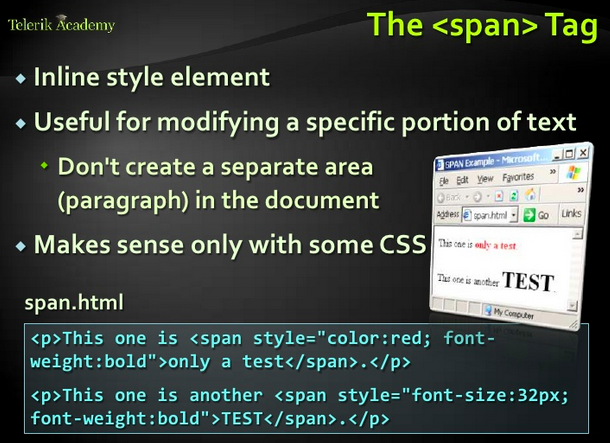 Telerik Academy
The <span> Tag
Inline style element
Useful for modifying a specific portion of text
Don't create a separate area
(paragraph) in the document
Makes sense only with some CSS
SPAN Example - Microsoft...
File Edit View Favorites »
Back » 
Address span.html Go Links
This one is only a test.
This one is another TEST.
My Computer
span.html
<p>This one is <span style="color:red; font-
weight:bold">only a test</span>.</p>
<p>This one is another <span style="font-size:32px;
font-weight:bold">TEST</span>.</p>